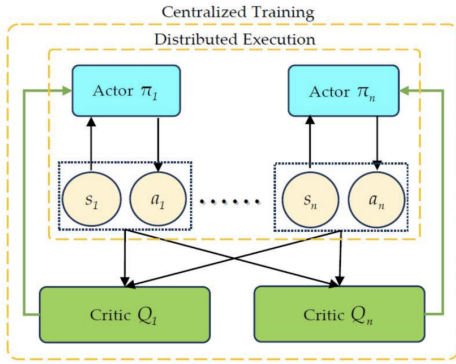 Centralized Training
Distributed Execution
Actor π₁ Actor πₙ
s₁ a₁ ...... sₙ aₙ
Critic Q₁ Critic Qₙ